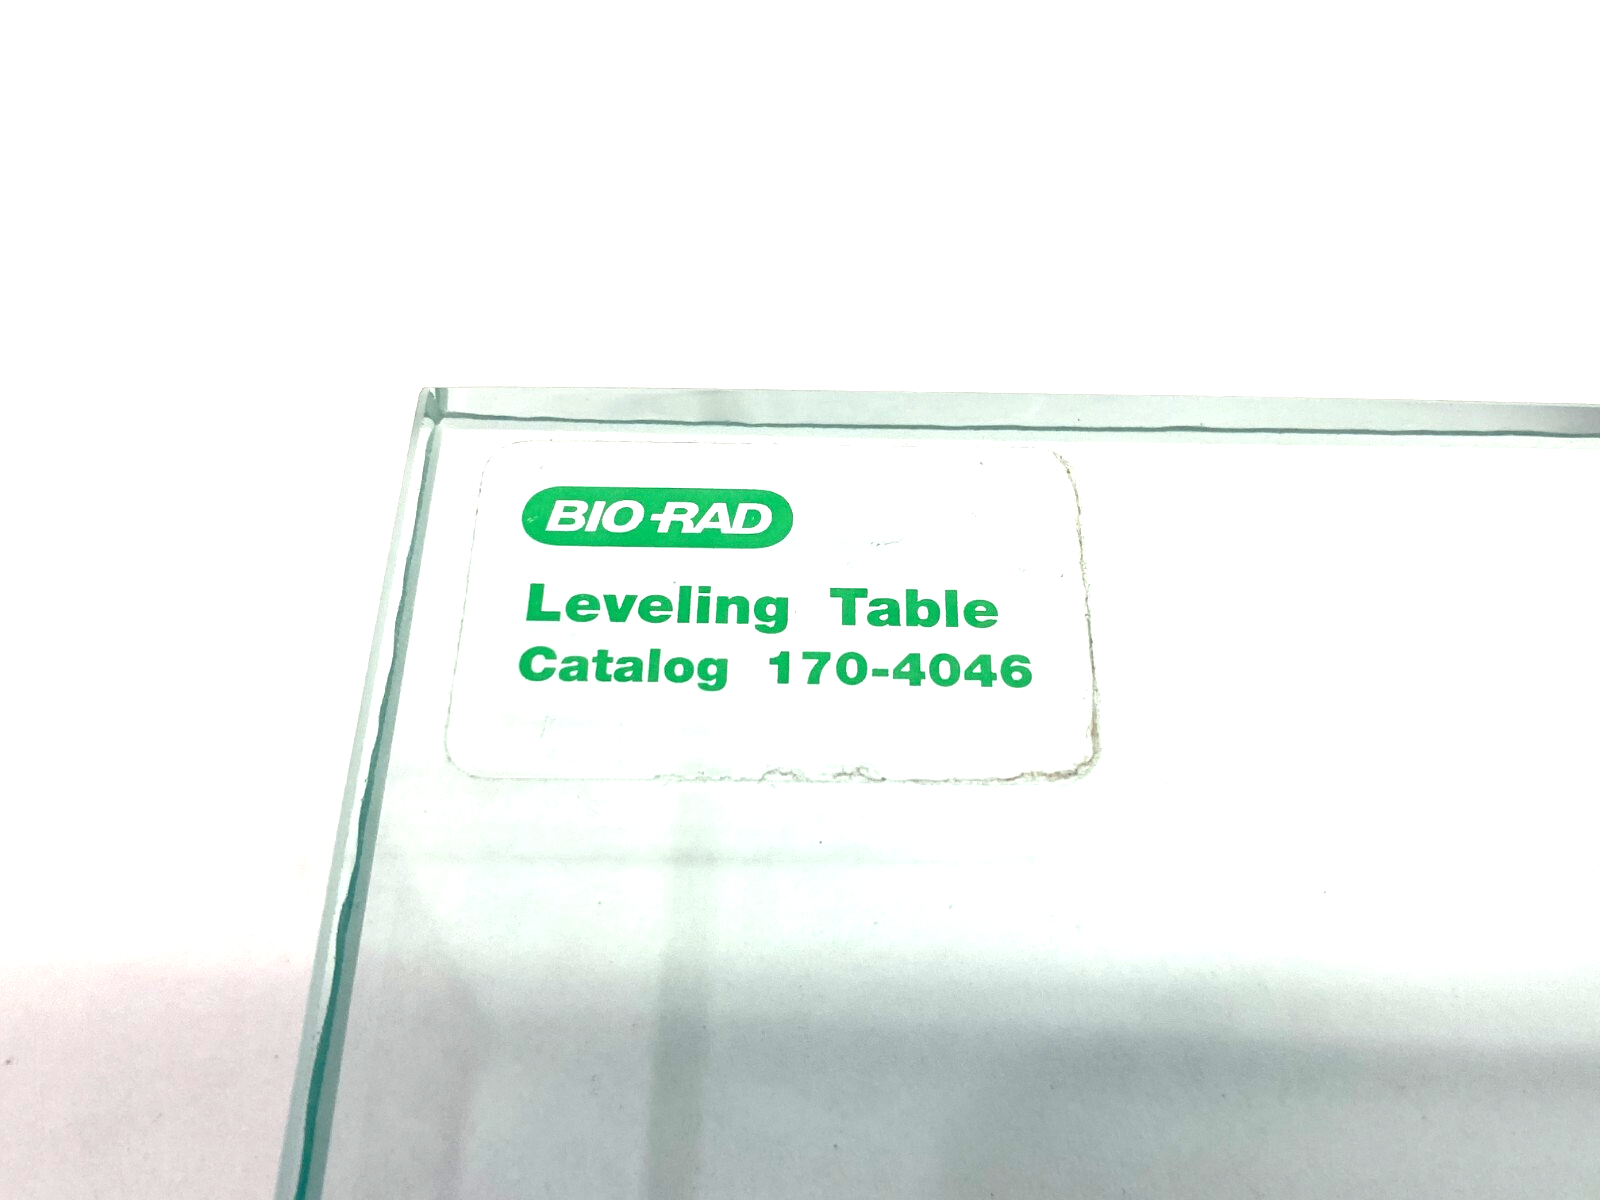 BIO-RAD
Leveling Table
Catalog 170-4046